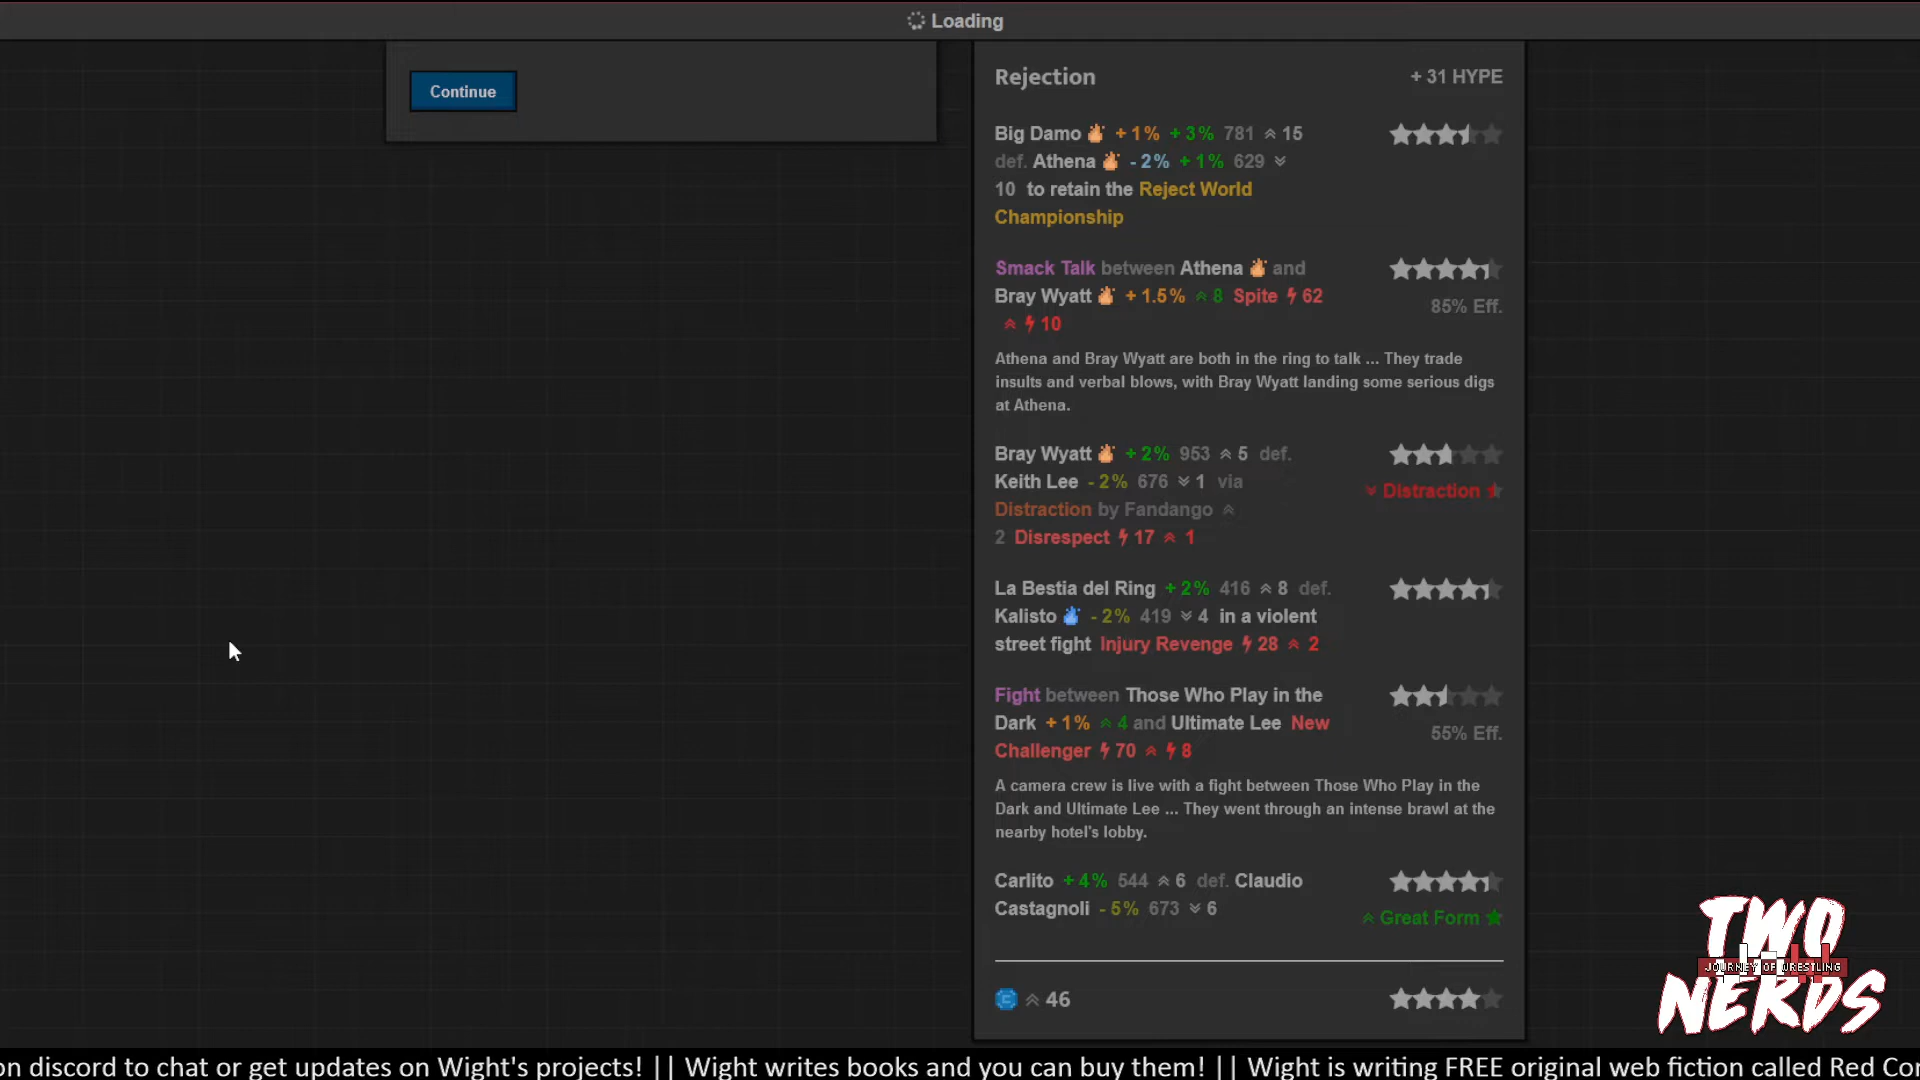 Loading
Continue
Rejection + 31 HYPE
Big Damo + 1% + 3% 781 15
def. Athena - 2% + 1% 629
10 to retain the Reject World
Championship
Smack Talk between Athena and
Bray Wyatt + 1.5% 8 Spite 62
10
85% Eff.
Athena and Bray Wyatt are both in the ring to talk ... They trade
insults and verbal blows, with Bray Wyatt landing some serious digs
at Athena.
Bray Wyatt + 2% 953 5 def.
Keith Lee - 2% 676 1 via
Distraction by Fandango
2 Disrespect 17 1
Distraction
La Bestia del Ring + 2% 416 8 def.
Kalisto - 2% 419 4 in a violent
street fight Injury Revenge 28 2
Fight between Those Who Play in the
Dark + 1% 4 and Ultimate Lee New
Challenger 70 8
55% Eff.
A camera crew is live with a fight between Those Who Play in the
Dark and Ultimate Lee ... They went through an intense brawl at the
nearby hotel's lobby.
Carlito + 4% 544 6 def. Claudio
Castagnoli - 5% 673 6
Great Form
46
TWO
JOURNEY OF WRESTLING
NERDS
on discord to chat or get updates on Wight's projects! || Wight writes books and you can buy them! || Wight is writing FREE original web fiction called Red Cor